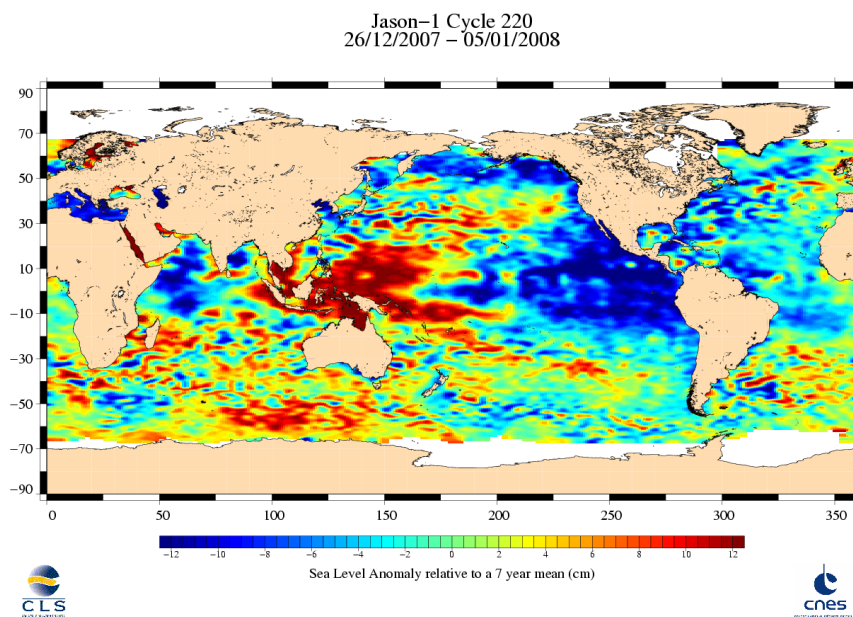 Jason-1 Cycle 220
26/12/2007 - 05/01/2008
90
70
50
30
10
-10
-30
-50
-70
-90
0 50 100 150 200 250 300 350
-12 -10 -8 -6 -4 -2 0 2 4 6 8 10 12
Sea Level Anomaly relative to a 7 year mean (cm)
CLS
cnes